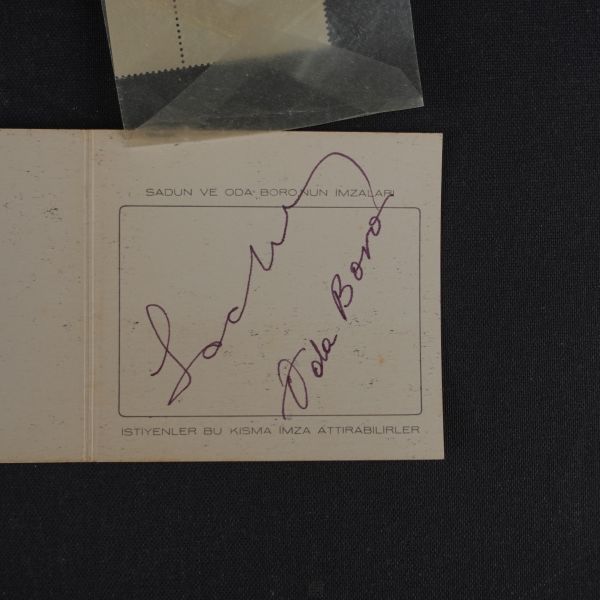 SADUN VE ODA BORO'NUN İMZALARI
Sadun
Oda Boro
İSTİYENLER BU KISMA İMZA ATTIRABİLİRLER